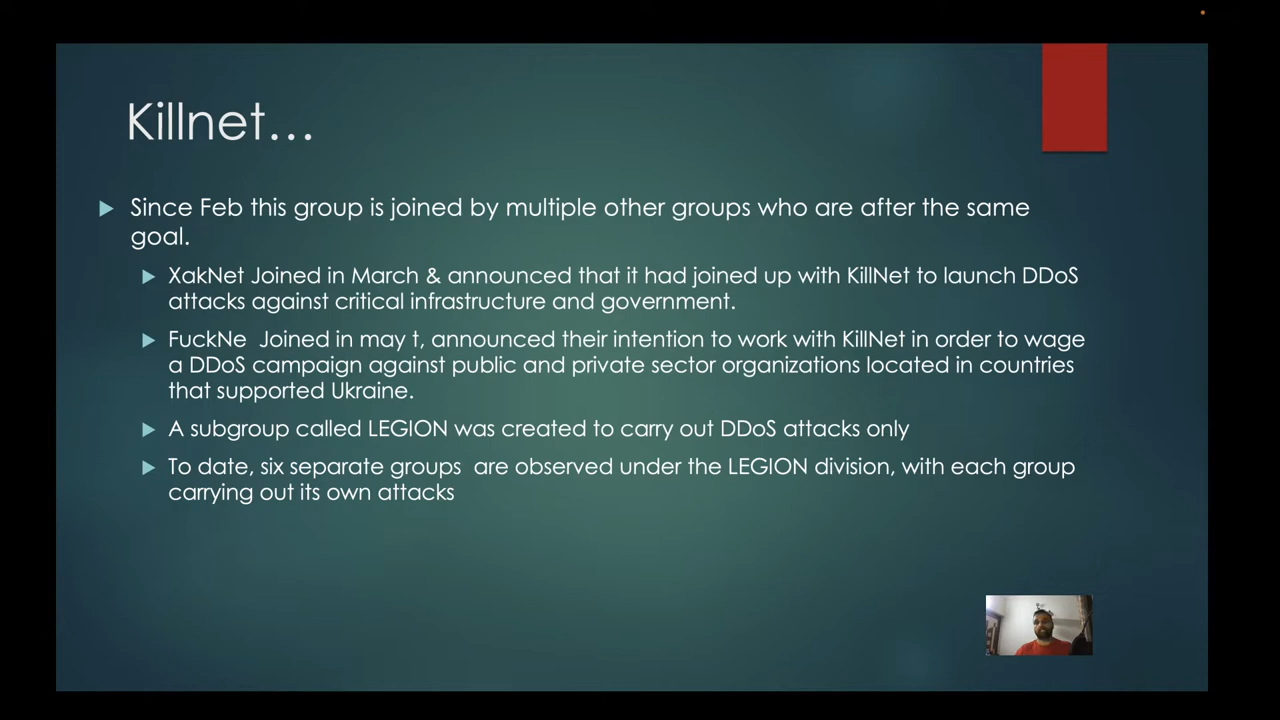 Killnet...
Since Feb this group is joined by multiple other groups who are after the same
goal.
XakNet Joined in March & announced that it had joined up with KillNet to launch DDoS
attacks against critical infrastructure and government.
FuckNe  Joined in may t, announced their intention to work with KillNet in order to wage
a DDoS campaign against public and private sector organizations located in countries
that supported Ukraine.
A subgroup called LEGION was created to carry out DDoS attacks only
To date, six separate groups  are observed under the LEGION division, with each group
carrying out its own attacks